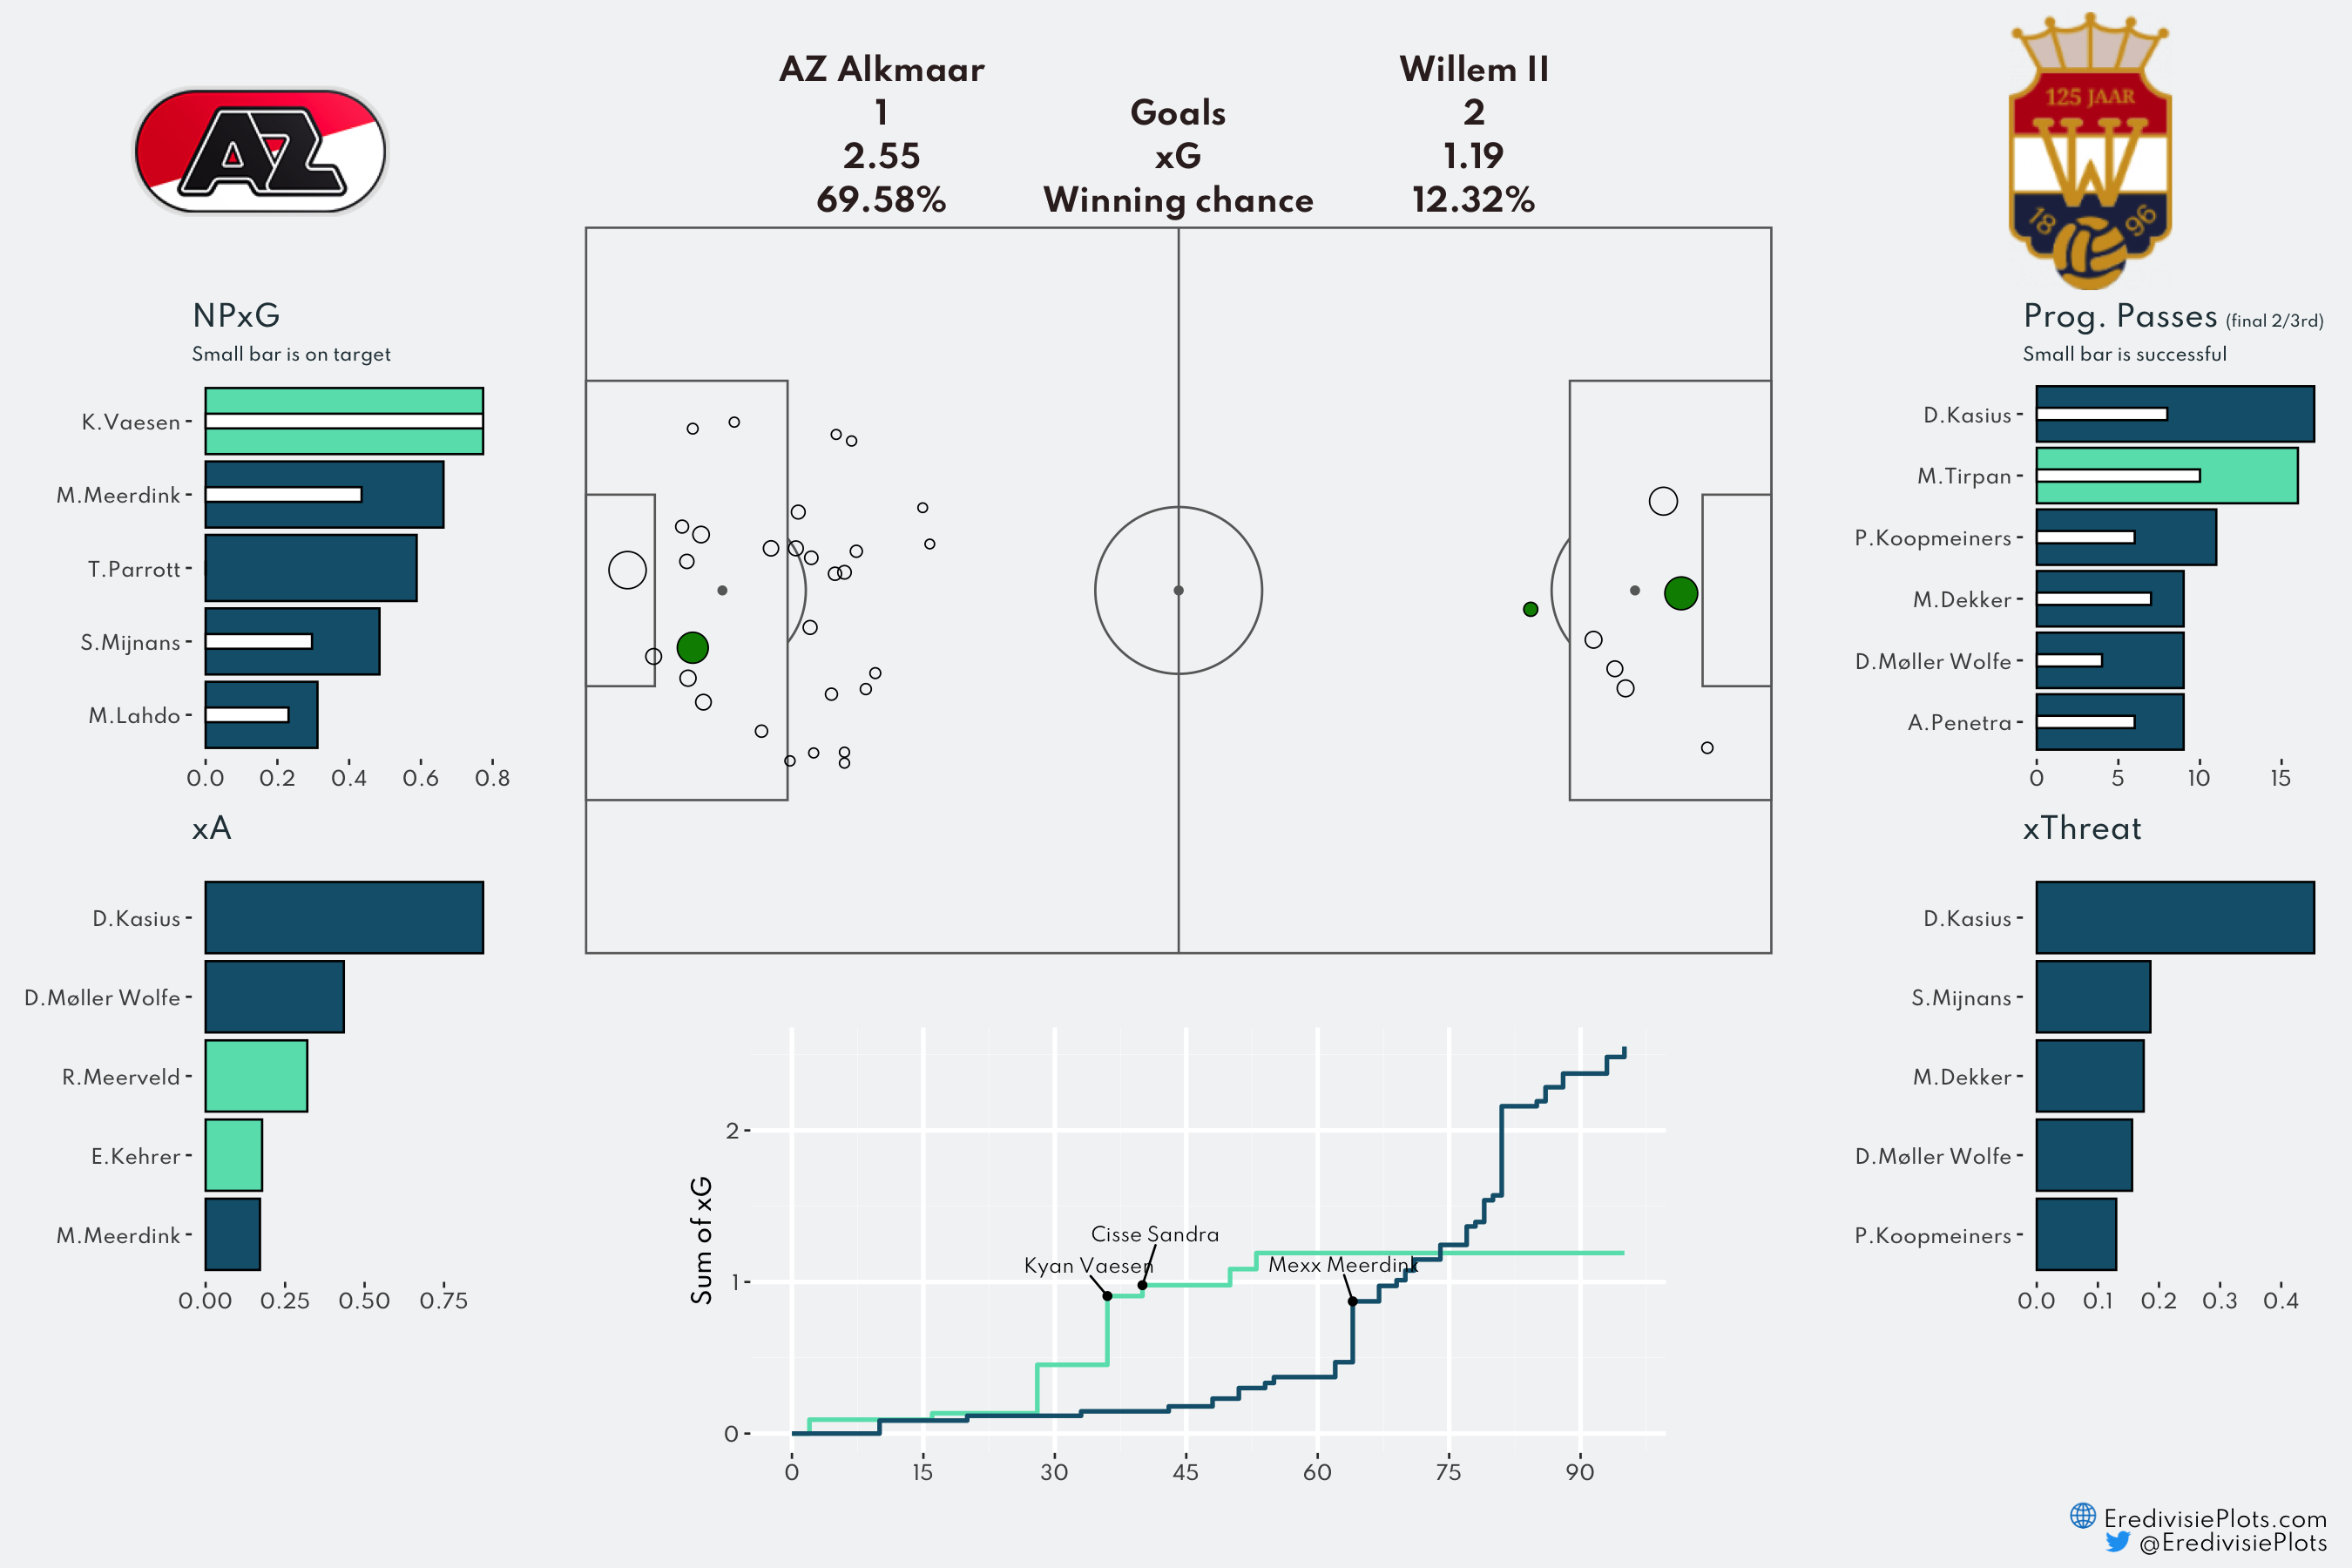 AZ Alkmaar Willem II
1 Goals 2
2.55 xG 1.19
69.58% Winning chance 12.32%
AZ
125 JAAR
W
18 96
NPxG
Small bar is on target
K.Vaesen
M.Meerdink
T.Parrott
S.Mijnans
M.Lahdo
0.0 0.2 0.4 0.6 0.8
xA
D.Kasius
D.Møller Wolfe
R.Meerveld
E.Kehrer
M.Meerdink
0.00 0.25 0.50 0.75
Sum of xG
2
1
0
Cisse Sandra
Kyan Vaesen
Mexx Meerdink
0 15 30 45 60 75 90
Prog. Passes (final 2/3rd)
Small bar is successful
D.Kasius
M.Tirpan
P.Koopmeiners
M.Dekker
D.Møller Wolfe
A.Penetra
0 5 10 15
xThreat
D.Kasius
S.Mijnans
M.Dekker
D.Møller Wolfe
P.Koopmeiners
0.0 0.1 0.2 0.3 0.4
EredivisiePlots.com
@EredivisiePlots